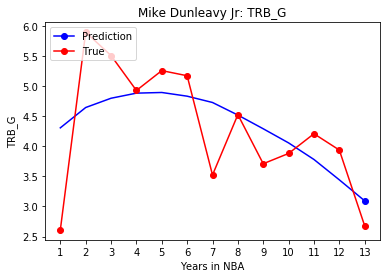 Mike Dunleavy Jr: TRB_G
Prediction
True
6.0
5.5
5.0
4.5
4.0
3.5
3.0
2.5
TRB_G
1 2 3 4 5 6 7 8 9 10 11 12 13
Years in NBA